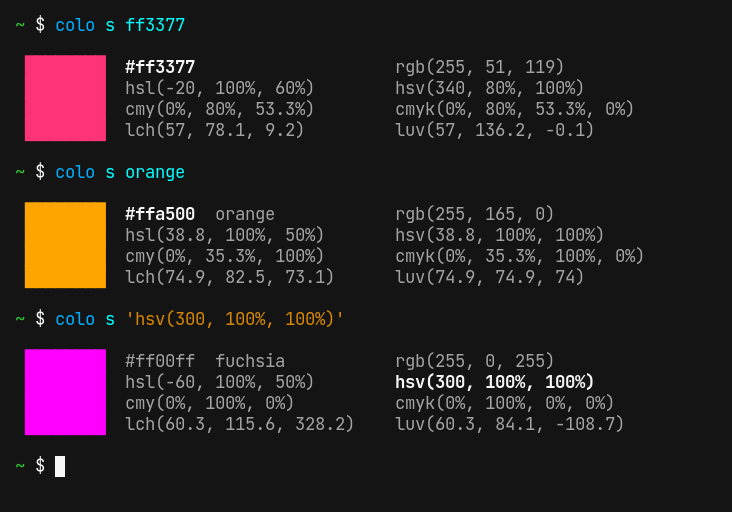 ~ $ colo s ff3377
#ff3377 rgb(255, 51, 119)
hsl(-20, 100%, 60%) hsv(340, 80%, 100%)
cmy(0%, 80%, 53.3%) cmyk(0%, 80%, 53.3%, 0%)
lch(57, 78.1, 9.2) luv(57, 136.2, -0.1)
~ $ colo s orange
#ffa500 orange rgb(255, 165, 0)
hsl(38.8, 100%, 50%) hsv(38.8, 100%, 100%)
cmy(0%, 35.3%, 100%) cmyk(0%, 35.3%, 100%, 0%)
lch(74.9, 82.5, 73.1) luv(74.9, 74.9, 74)
~ $ colo s 'hsv(300, 100%, 100%)'
#ff00ff fuchsia rgb(255, 0, 255)
hsl(-60, 100%, 50%) hsv(300, 100%, 100%)
cmy(0%, 100%, 0%) cmyk(0%, 100%, 0%, 0%)
lch(60.3, 115.6, 328.2) luv(60.3, 84.1, -108.7)
~ $